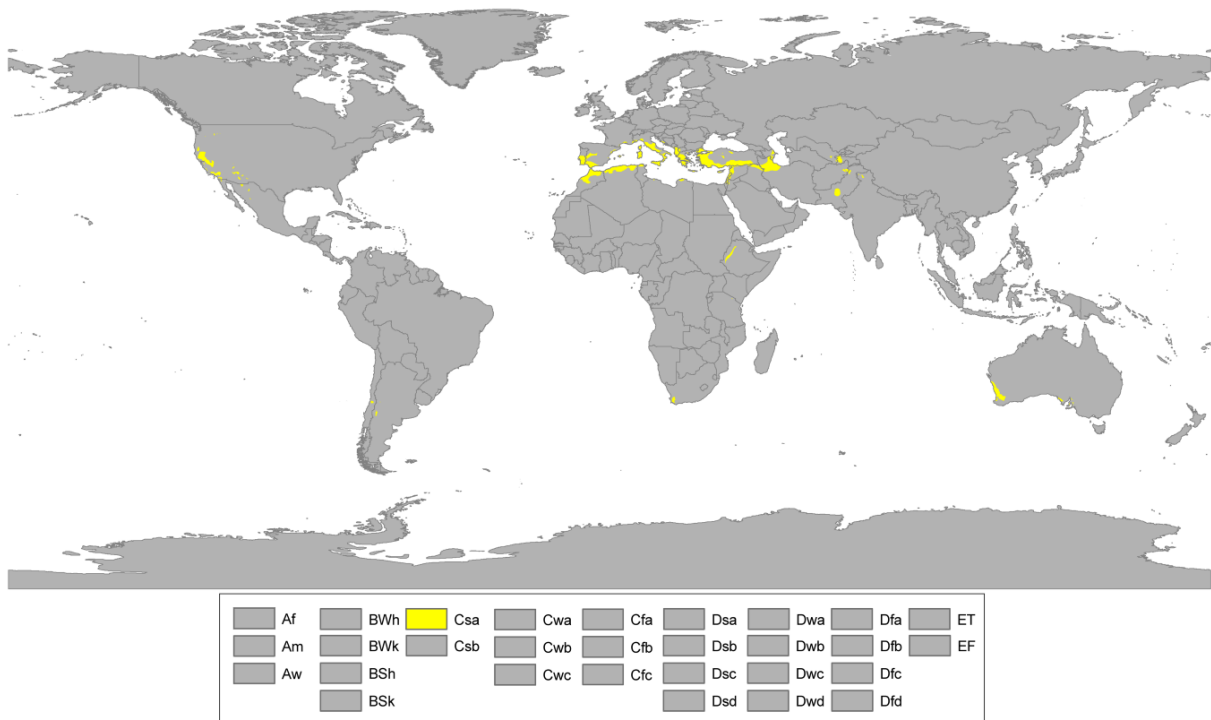 Af BWh Csa Cwa Cfa Dsa Dwa Dfa ET
Am BWk Csb Cwb Cfb Dsb Dwb Dfb EF
Aw BSh Cwc Cfc Dsc Dwc Dfc
BSk Dsd Dwd Dfd